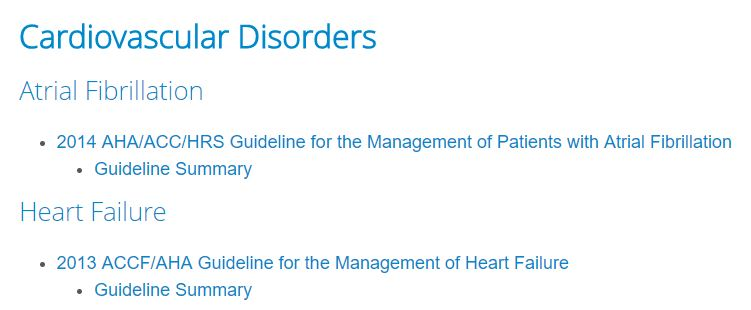 Cardiovascular Disorders
Atrial Fibrillation
2014 AHA/ACC/HRS Guideline for the Management of Patients with Atrial Fibrillation
Guideline Summary
Heart Failure
2013 ACCF/AHA Guideline for the Management of Heart Failure
Guideline Summary